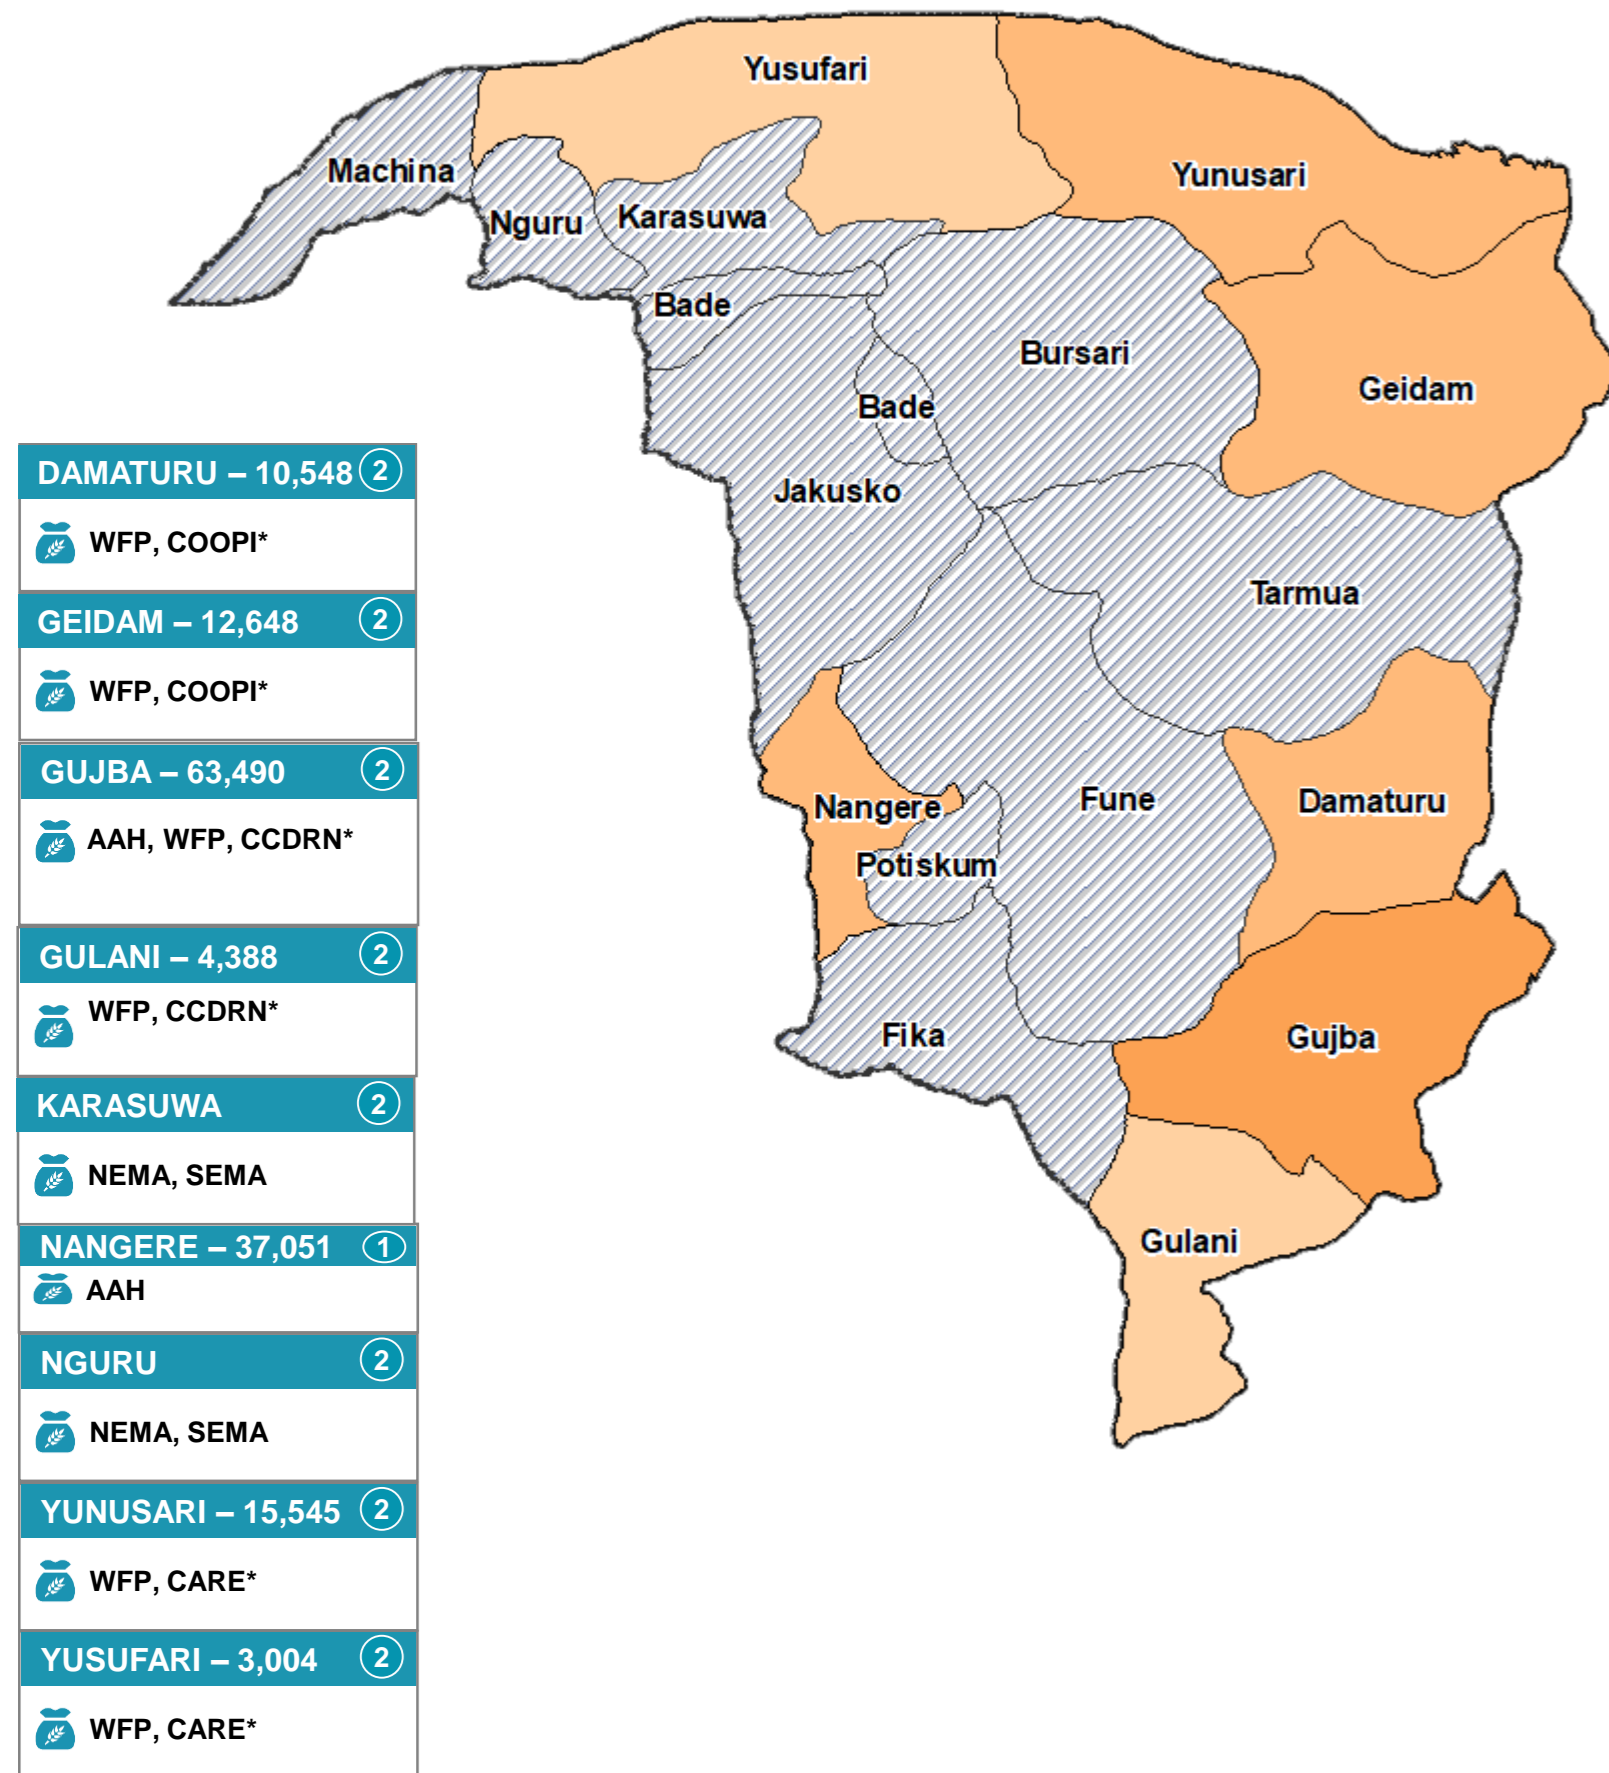 DAMATURU – 10,548 2
WFP, COOPI*
GEIDAM – 12,648 2
WFP, COOPI*
GUJBA – 63,490 2
AAH, WFP, CCDRN*
GULANI – 4,388 2
WFP, CCDRN*
KARASUWA 2
NEMA, SEMA
NANGERE – 37,051 1
AAH
NGURU 2
NEMA, SEMA
YUNUSARI – 15,545 2
WFP, CARE*
YUSUFARI – 3,004 2
WFP, CARE*
Yusufari
Machina
Yunusari
Nguru
Karasuwa
Bade
Bursari
Geidam
Bade
Jakusko
Tarmua
Nangere
Fune
Damaturu
Potiskum
Fika
Gujba
Gulani